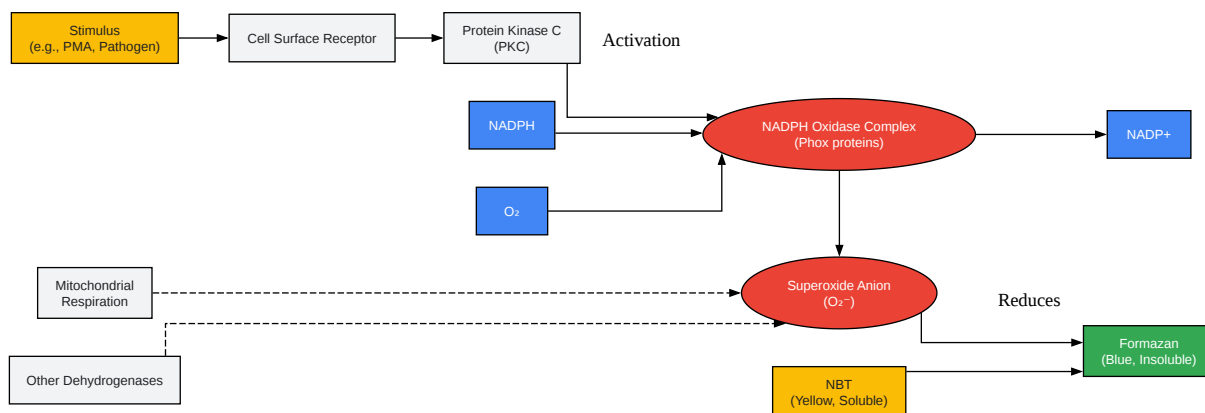 Stimulus
(e.g., PMA, Pathogen)
Cell Surface Receptor
Protein Kinase C
(PKC)
Activation
NADPH
NADPH Oxidase Complex
(Phox proteins)
NADP+
O₂
Mitochondrial
Respiration
Superoxide Anion
(O₂⁻)
Reduces
Formazan
(Blue, Insoluble)
Other Dehydrogenases
NBT
(Yellow, Soluble)